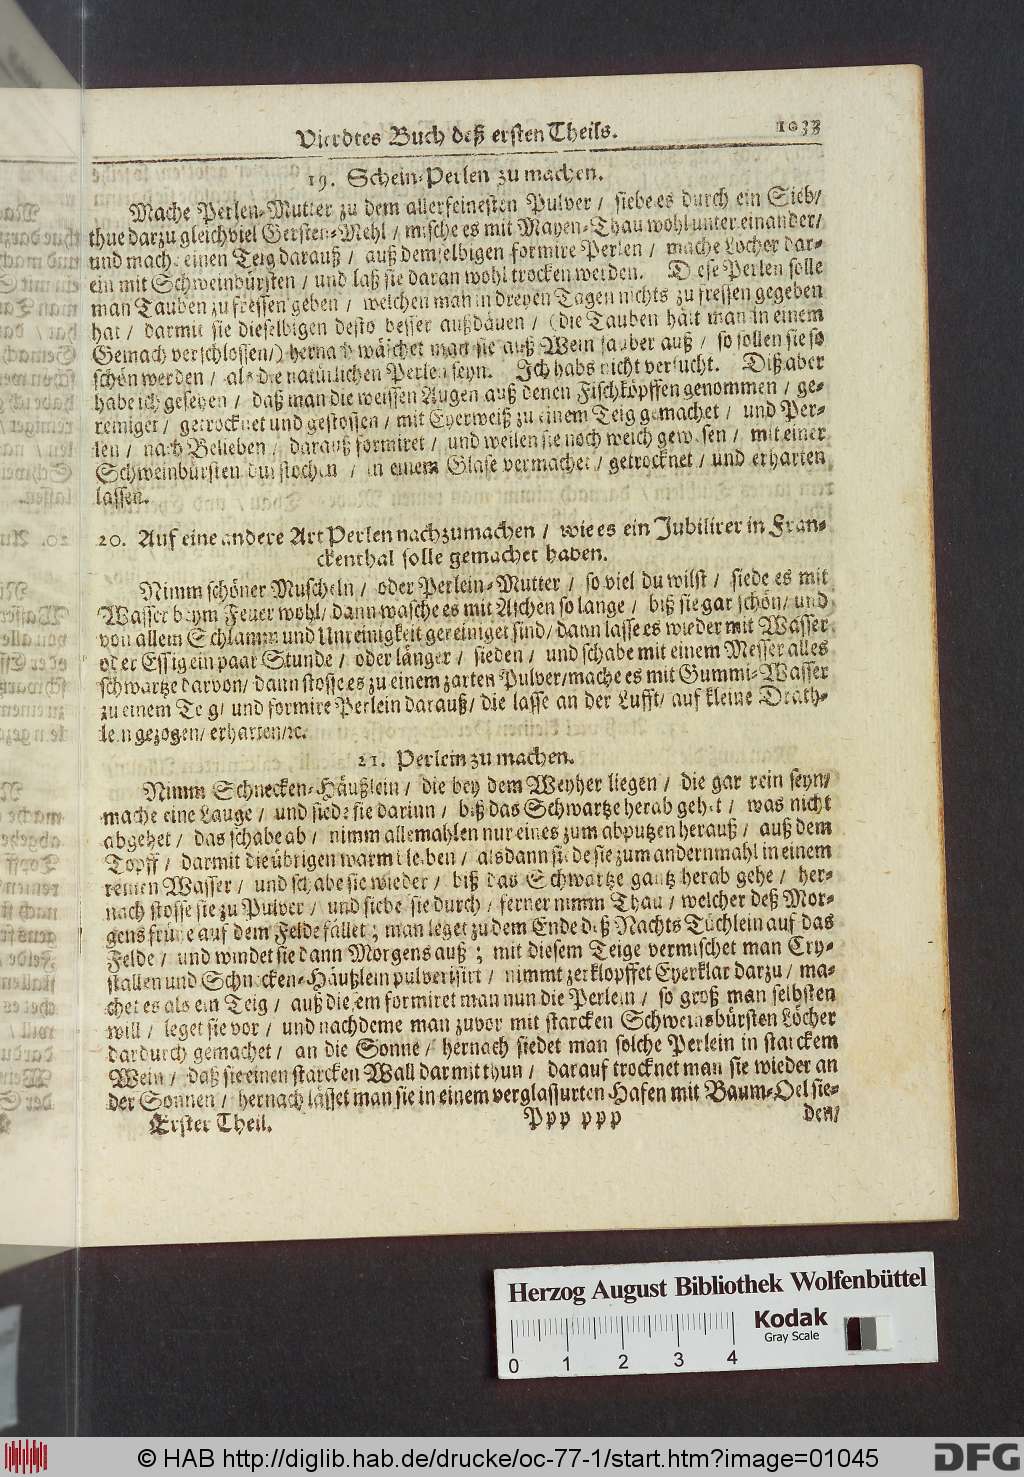 Vierdtes Buch deß ersten Theils. 1033
19. Schein-Perlen zu machen.
Mache Perlen-Mutter zu dem allerfeinesten Pulver / siebe es durch ein Sieb/
thue darzu gleichviel Gersten-Mehl / mische es mit Mayen-Thau wohl unter einander/
und mache einen Teig darauß / auß demselbigen formire Perlen / mache Löcher dar-
ein mit Schweinbürsten / und laß sie daran wohl trocken werden. Diese Perlen solle
man Tauben zu fressen geben / welchen man in dreyen Tagen nichts zu fressen gegeben
hat / darmit sie dieselbigen desto besser außdäuen / (die Tauben hält man in einem
Gemach verschlossen/) hernach wäschet man sie auß Wein sauber auß / so sollen sie so
schön werden / als die natürlichen Perlen seyn. Ich habs nicht versucht. Diß aber
habe ich gesehen / daß man die weissen Augen auß denen Fischköpffen genommen / ge-
reiniget / getrocknet und gestossen / mit Eyerweiß zu einem Teig gemachet / und Per-
len / nach Belieben / darauß formiret / und weilen sie noch weich gewesen / mit einer
Schweinbürsten durchstochen / in einem Glase vermachet / getrocknet / und erharten
lassen.
20. Auf eine andere Art Perlen nachzumachen / wie es ein Jubilirer in Fran-
ckenthal solle gemachet haben.
Nimm schöner Muscheln / oder Perlein-Mutter / so viel du wilst / siede es mit
Wasser beym Feuer wohl / dann wasche es mit Aschen so lange / biß sie gar schön / und
von allem Schlamm und Unreinigkeit gereiniget sind / dann lasse es wieder mit Wasser
oder Essig ein paar Stunde / oder länger / sieden / und schabe mit einem Messer alles
schwartze darvon / dann stosse es zu einem zarten Pulver / mache es mit Gummi-Wasser
zu einem Teig / und formire Perlein darauß / die lasse an der Lufft / auf kleine Drath-
lein gezogen / erharten / ꝛc.
21. Perlein zu machen.
Nimm Schnecken-Häußlein / die bey dem Weyher liegen / die gar rein seyn/
mache eine Lauge / und siede sie darinn / biß das Schwartze herab gehet / was nicht
abgehet / das schabe ab / nimm allemahlen nur eines zum abputzen herauß / auß dem
Topff / darmit die übrigen warm bleiben / alsdann siede sie zum andernmahl in einem
reinen Wasser / und schabe sie wieder / biß das Schwartze gantz herab gehe / her-
nach stosse sie zu Pulver / und siebe sie durch / ferner nimm Thau / welcher deß Mor-
gens frühe auf dem Felde fället; man leget zu dem Ende deß Nachts Tüchlein auf das
Felde / und windet sie dann Morgens auß; mit diesem Teige vermischet man Cry-
stallen und Schnecken-Häußlein pulverisirt / nimmt zerklopffet Eyerklar darzu / ma-
chet es als ein Teig / auß diesem formiret man nun die Perlein / so groß man selbsten
will / leget sie vor / und nachdeme man zuvor mit starcken Schweinsbürsten Löcher
dardurch gemachet / an die Sonne / hernach siedet man solche Perlein in starckem
Wein / daß sie einen starcken Wall darmit thun / darauf trocknet man sie wieder an
der Sonnen / hernach lässet man sie in einem verglassurten Hafen mit Baum-Oel sie-
Erster Theil. Ppp ppp den/
Herzog August Bibliothek Wolfenbüttel
Kodak
Gray Scale
0 1 2 3 4
© HAB http://diglib.hab.de/drucke/oc-77-1/start.htm?image=01045
DFG